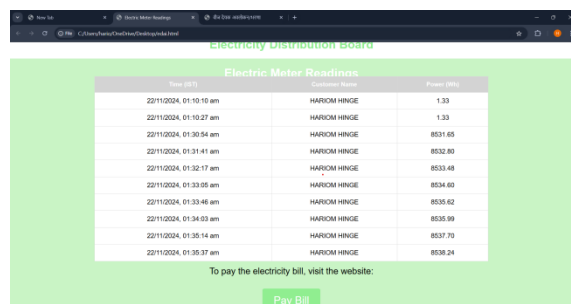 New Tab
Electric Meter Readings
File C:/Users/hario/OneDrive/Desktop/edai.html
Electricity Distribution Board
Electric Meter Readings
Time (IST) Customer Name Power (Wh)
22/11/2024, 01:10:10 am HARIOM HINGE 1.33
22/11/2024, 01:10:27 am HARIOM HINGE 1.33
22/11/2024, 01:30:54 am HARIOM HINGE 8531.65
22/11/2024, 01:31:41 am HARIOM HINGE 8532.80
22/11/2024, 01:32:17 am HARIOM HINGE 8533.48
22/11/2024, 01:33:05 am HARIOM HINGE 8534.60
22/11/2024, 01:33:46 am HARIOM HINGE 8535.62
22/11/2024, 01:34:03 am HARIOM HINGE 8535.99
22/11/2024, 01:35:14 am HARIOM HINGE 8537.70
22/11/2024, 01:35:37 am HARIOM HINGE 8538.24
To pay the electricity bill, visit the website:
Pay Bill